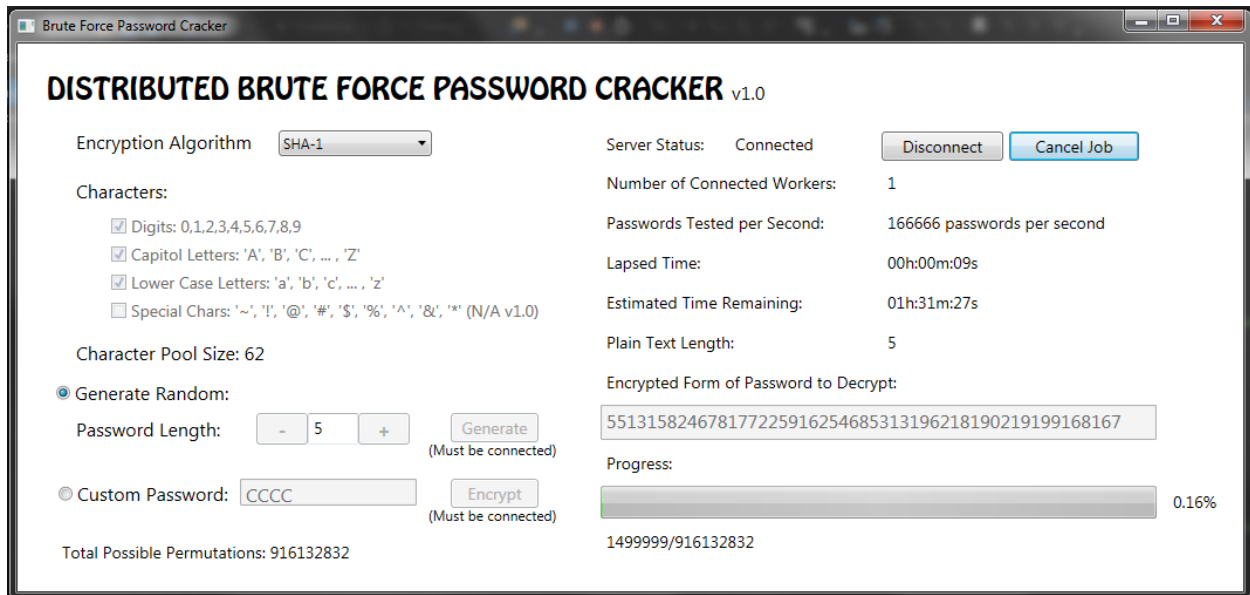 Brute Force Password Cracker
DISTRIBUTED BRUTE FORCE PASSWORD CRACKER v1.0
Encryption Algorithm SHA-1
Characters:
Digits: 0,1,2,3,4,5,6,7,8,9
Capitol Letters: 'A', 'B', 'C', ... , 'Z'
Lower Case Letters: 'a', 'b', 'c', ... , 'z'
Special Chars: '~', '!', '@', '#', '$', '%', '^', '&', '*' (N/A v1.0)
Character Pool Size: 62
Generate Random:
Password Length: - 5 + Generate
(Must be connected)
Custom Password: CCCC Encrypt
(Must be connected)
Total Possible Permutations: 916132832
Server Status: Connected Disconnect Cancel Job
Number of Connected Workers: 1
Passwords Tested per Second: 166666 passwords per second
Lapsed Time: 00h:00m:09s
Estimated Time Remaining: 01h:31m:27s
Plain Text Length: 5
Encrypted Form of Password to Decrypt:
55131582467817722591625468531319621819021919916816​7
Progress:
0.16%
1499999/916132832